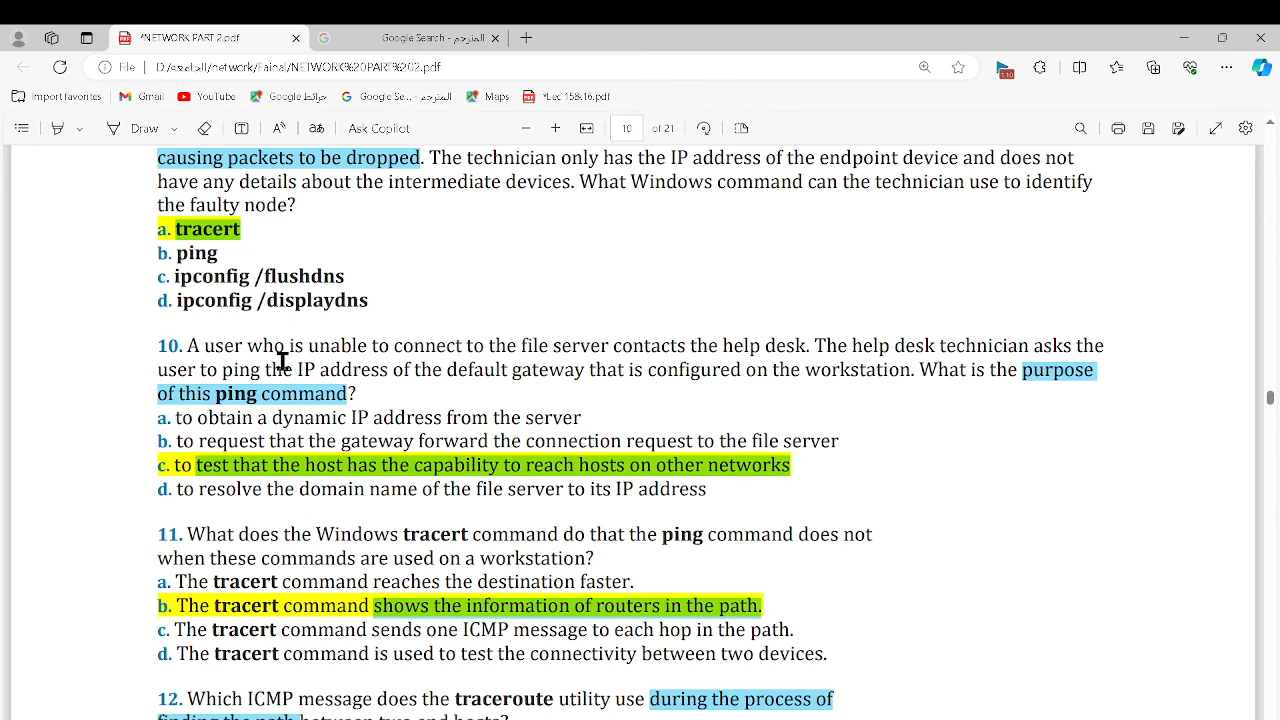 *NETWORK PART 2.pdf
Google Search - المترجم
File
D:/الجامعه/network/Fainal/NETWORK%20PART%202.pdf
1.10
Import favorites
Gmail
YouTube
خرائط Google
Google Se... - المترجم
Maps
*Lec 15&16.pdf
Draw
Ask Copilot
10 of 21
causing packets to be dropped. The technician only has the IP address of the endpoint device and does not
have any details about the intermediate devices. What Windows command can the technician use to identify
the faulty node?
a. tracert
b. ping
c. ipconfig /flushdns
d. ipconfig /displaydns
10. A user who is unable to connect to the file server contacts the help desk. The help desk technician asks the
user to ping the IP address of the default gateway that is configured on the workstation. What is the purpose
of this ping command?
a. to obtain a dynamic IP address from the server
b. to request that the gateway forward the connection request to the file server
c. to test that the host has the capability to reach hosts on other networks
d. to resolve the domain name of the file server to its IP address
11. What does the Windows tracert command do that the ping command does not
when these commands are used on a workstation?
a. The tracert command reaches the destination faster.
b. The tracert command shows the information of routers in the path.
c. The tracert command sends one ICMP message to each hop in the path.
d. The tracert command is used to test the connectivity between two devices.
12. Which ICMP message does the traceroute utility use during the process of
finding the path between two end hosts?